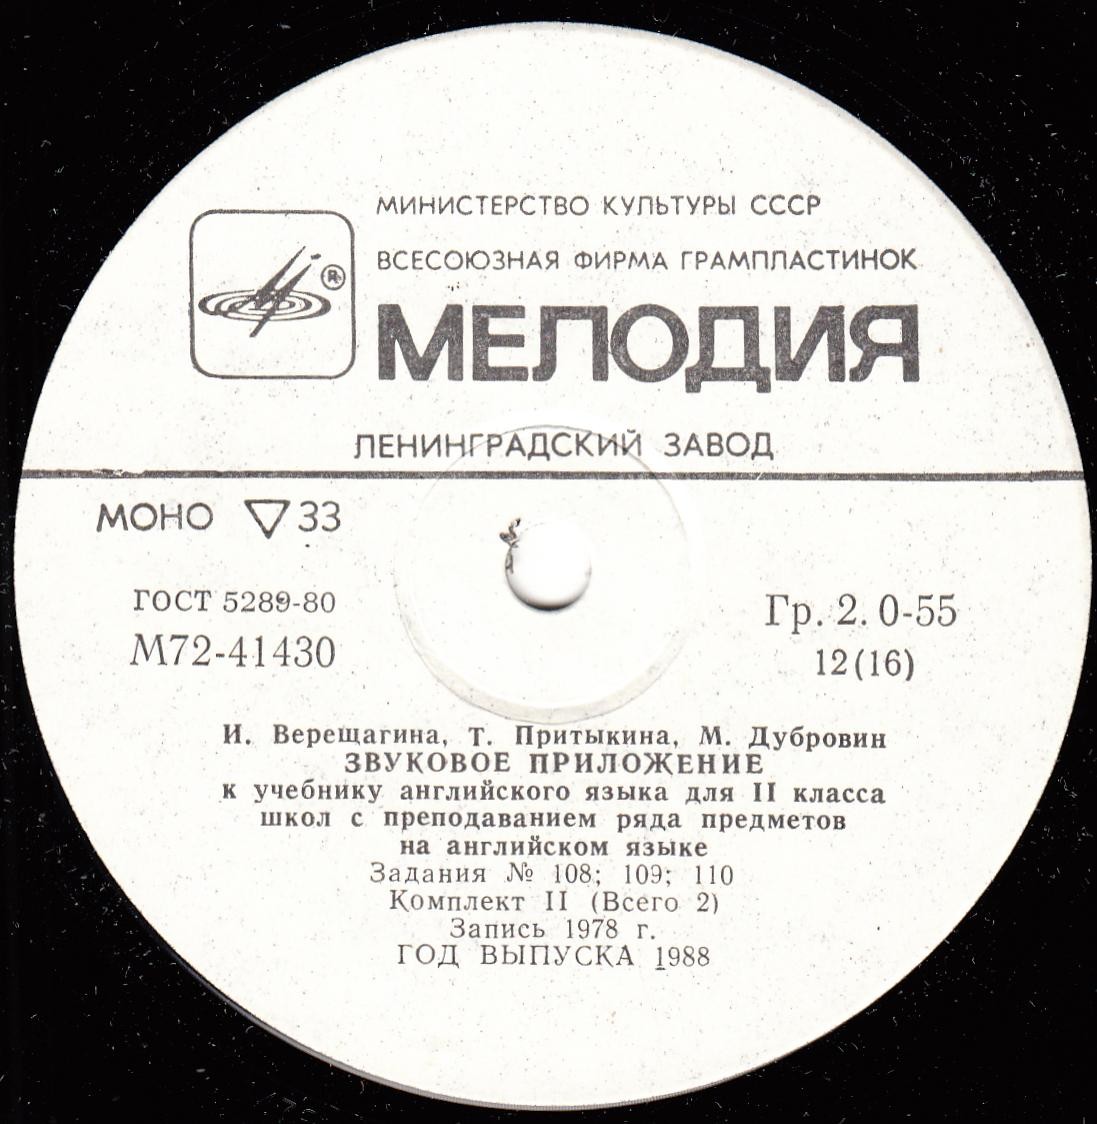 МИНИСТЕРСТВО КУЛЬТУРЫ СССР
ВСЕСОЮЗНАЯ ФИРМА ГРАМПЛАСТИНОК
®
МЕЛОДИЯ
ЛЕНИНГРАДСКИЙ ЗАВОД
МОНО ▽ 33
ГОСТ 5289-80
М72-41430
Гр. 2. 0-55
12(16)
И. Верещагина, Т. Притыкина, М. Дубровин
ЗВУКОВОЕ ПРИЛОЖЕНИЕ
к учебнику английского языка для II класса
школ с преподаванием ряда предметов
на английском языке
Задания № 108; 109; 110
Комплект II (Всего 2)
Запись 1978 г.
ГОД ВЫПУСКА 1988